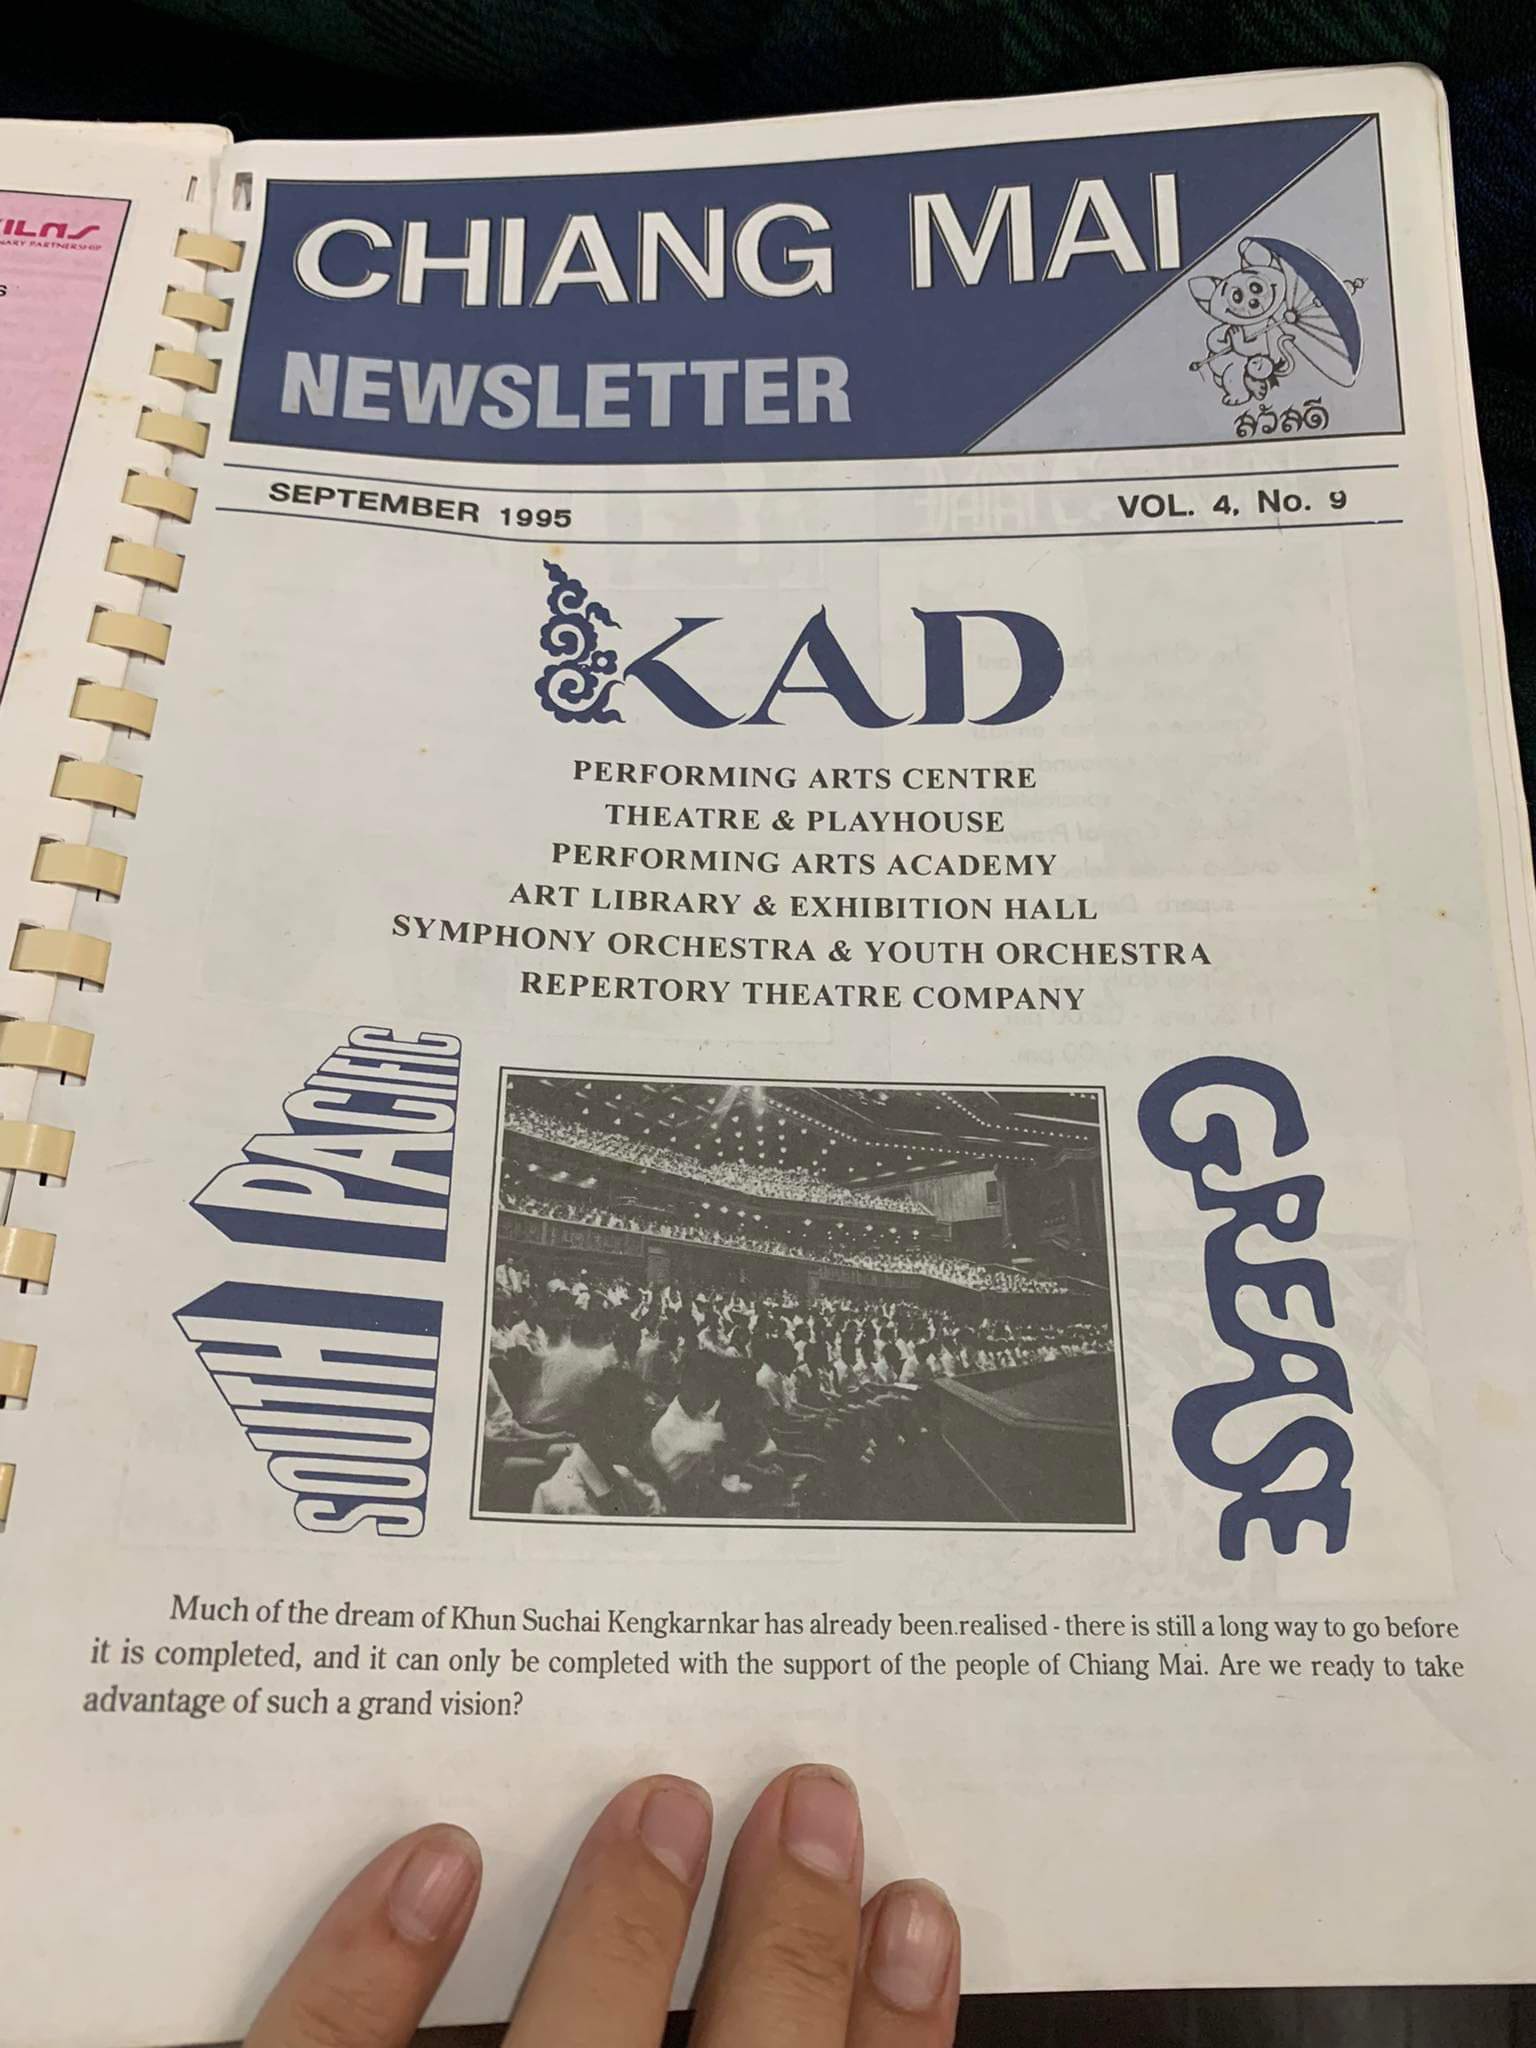 CHIANG MAI
NEWSLETTER
สวัสดี
SEPTEMBER 1995
VOL. 4, No. 9
KAD
PERFORMING ARTS CENTRE
THEATRE & PLAYHOUSE
PERFORMING ARTS ACADEMY
ART LIBRARY & EXHIBITION HALL
SYMPHONY ORCHESTRA & YOUTH ORCHESTRA
REPERTORY THEATRE COMPANY
SOUTH PACIFIC
GREASE
Much of the dream of Khun Suchai Kengkarnkar has already been.realised - there is still a long way to go before
it is completed, and it can only be completed with the support of the people of Chiang Mai. Are we ready to take
advantage of such a grand vision?
PARTNERSHIP